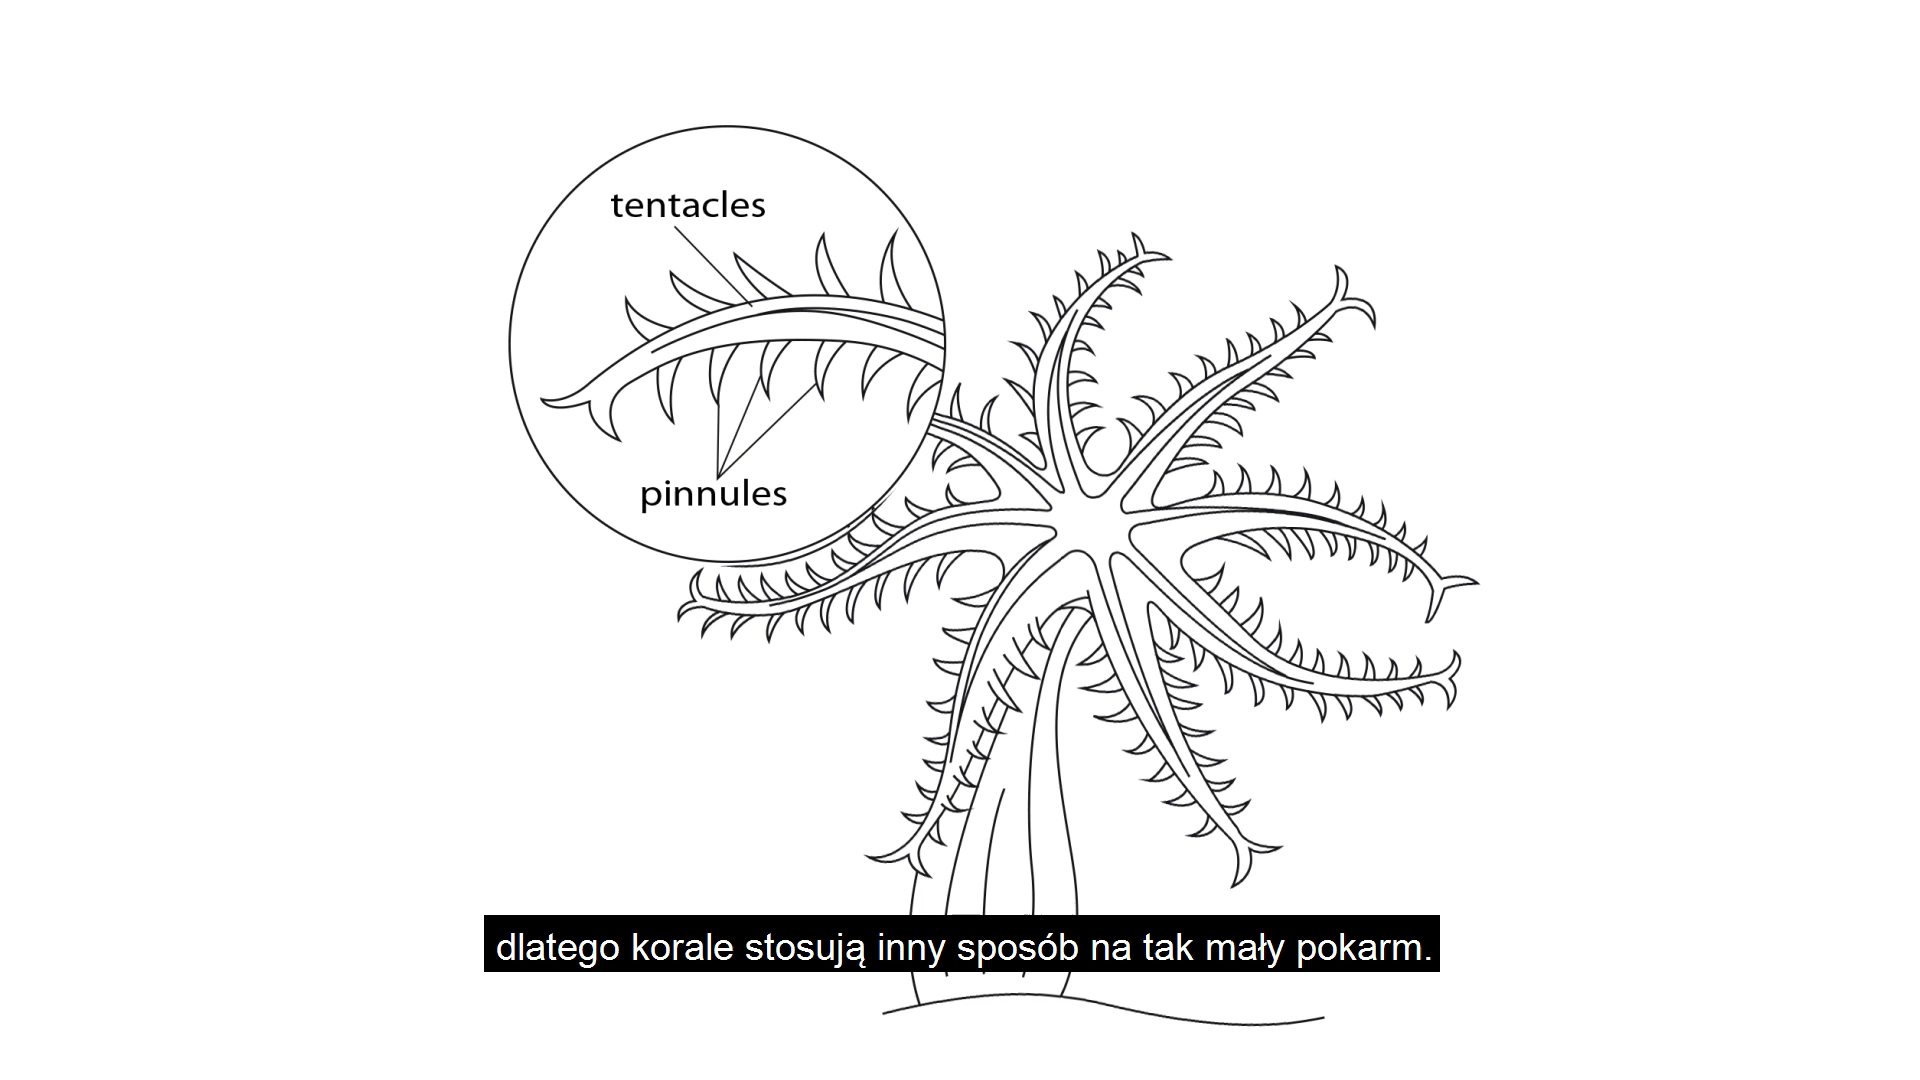 tentacles
pinnules
dlatego korale stosują inny sposób na tak mały pokarm.